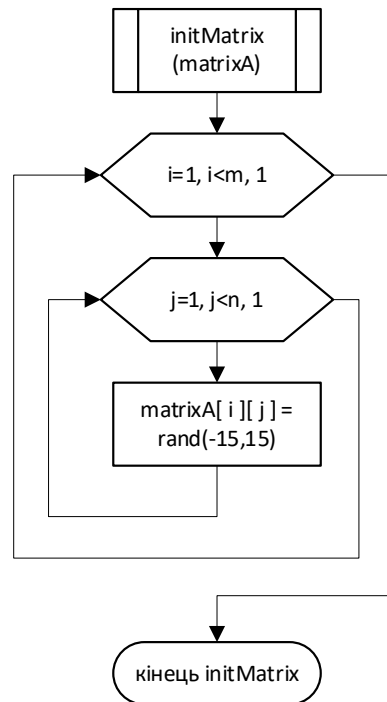 initMatrix
(matrixA)
i=1, i<m, 1
j=1, j<n, 1
matrixA[ i ][ j ] =
rand(-15,15)
кінець initMatrix